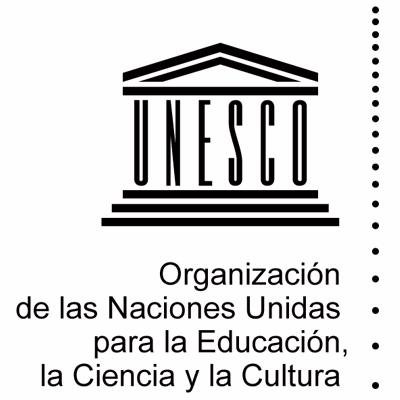 UNESCO
Organización
de las Naciones Unidas
para la Educación,
la Ciencia y la Cultura